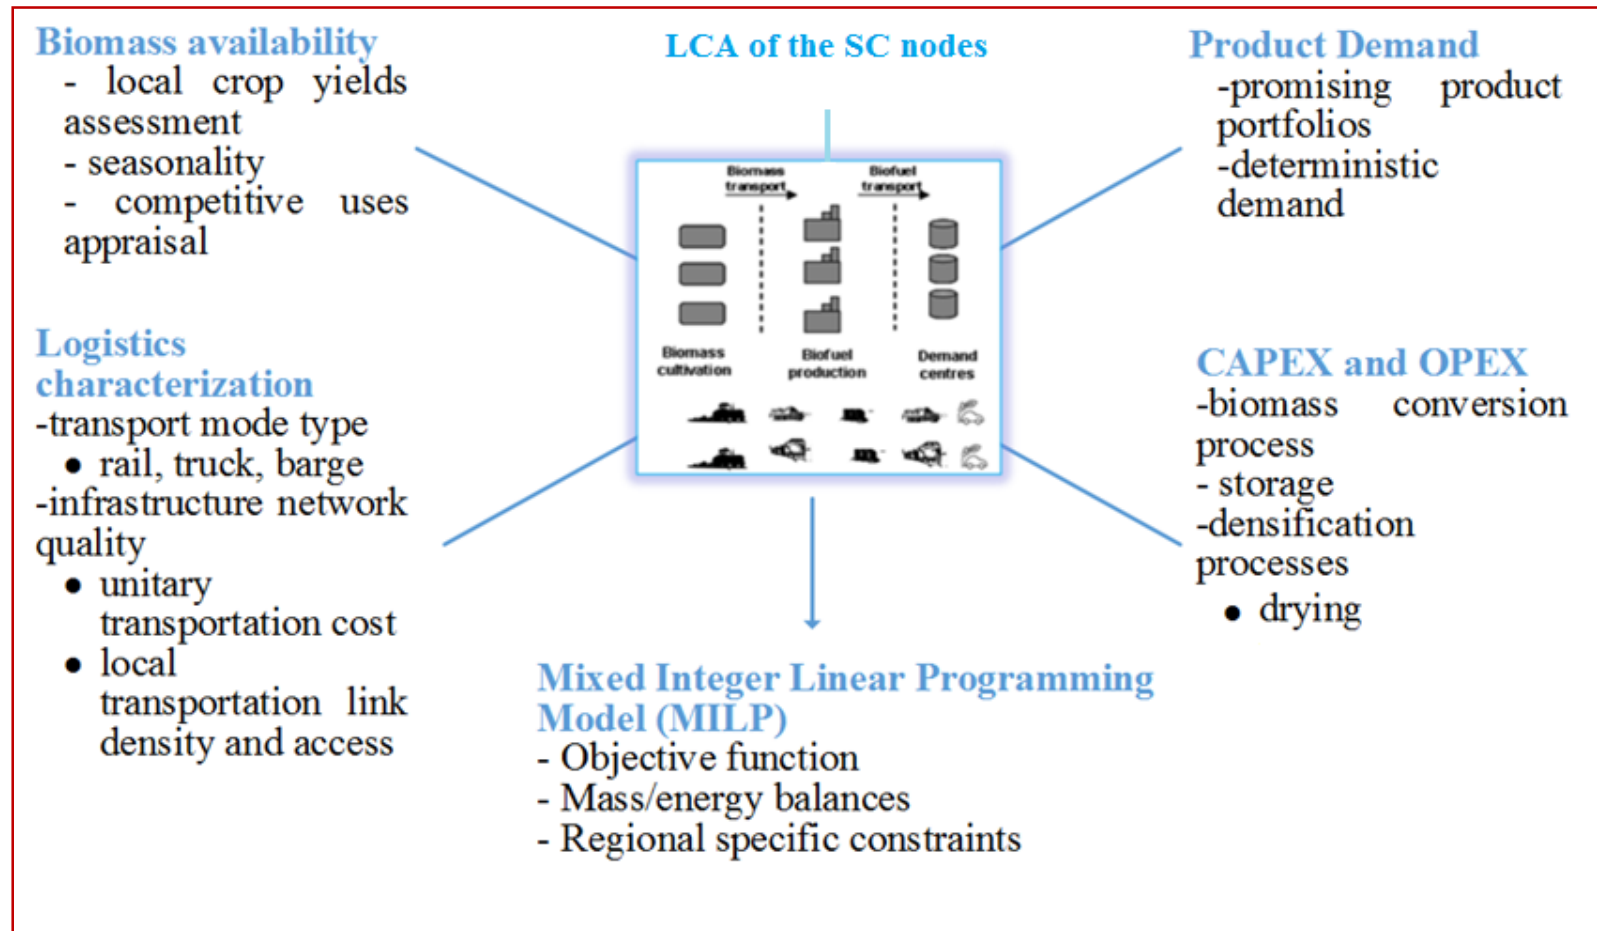 Biomass availability
- local crop yields
assessment
- seasonality
- competitive uses
appraisal
LCA of the SC nodes
Product Demand
-promising product
portfolios
-deterministic
demand
Biomass
transport
Biofuel
transport
Biomass
cultivation
Biofuel
production
Demand
centres
Logistics
characterization
-transport mode type
● rail, truck, barge
-infrastructure network
quality
● unitary
transportation cost
● local
transportation link
density and access
CAPEX and OPEX
-biomass conversion
process
- storage
-densification
processes
● drying
Mixed Integer Linear Programming
Model (MILP)
- Objective function
- Mass/energy balances
- Regional specific constraints